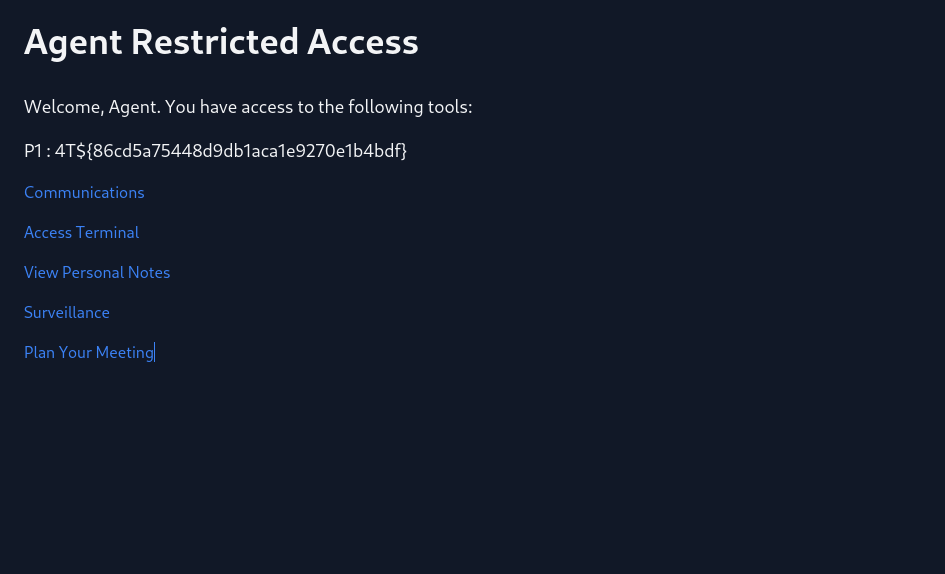 Agent Restricted Access
Welcome, Agent. You have access to the following tools:
P1 : 4T${86cd5a75448d9db1aca1e9270e1b4bdf}
Communications
Access Terminal
View Personal Notes
Surveillance
Plan Your Meeting